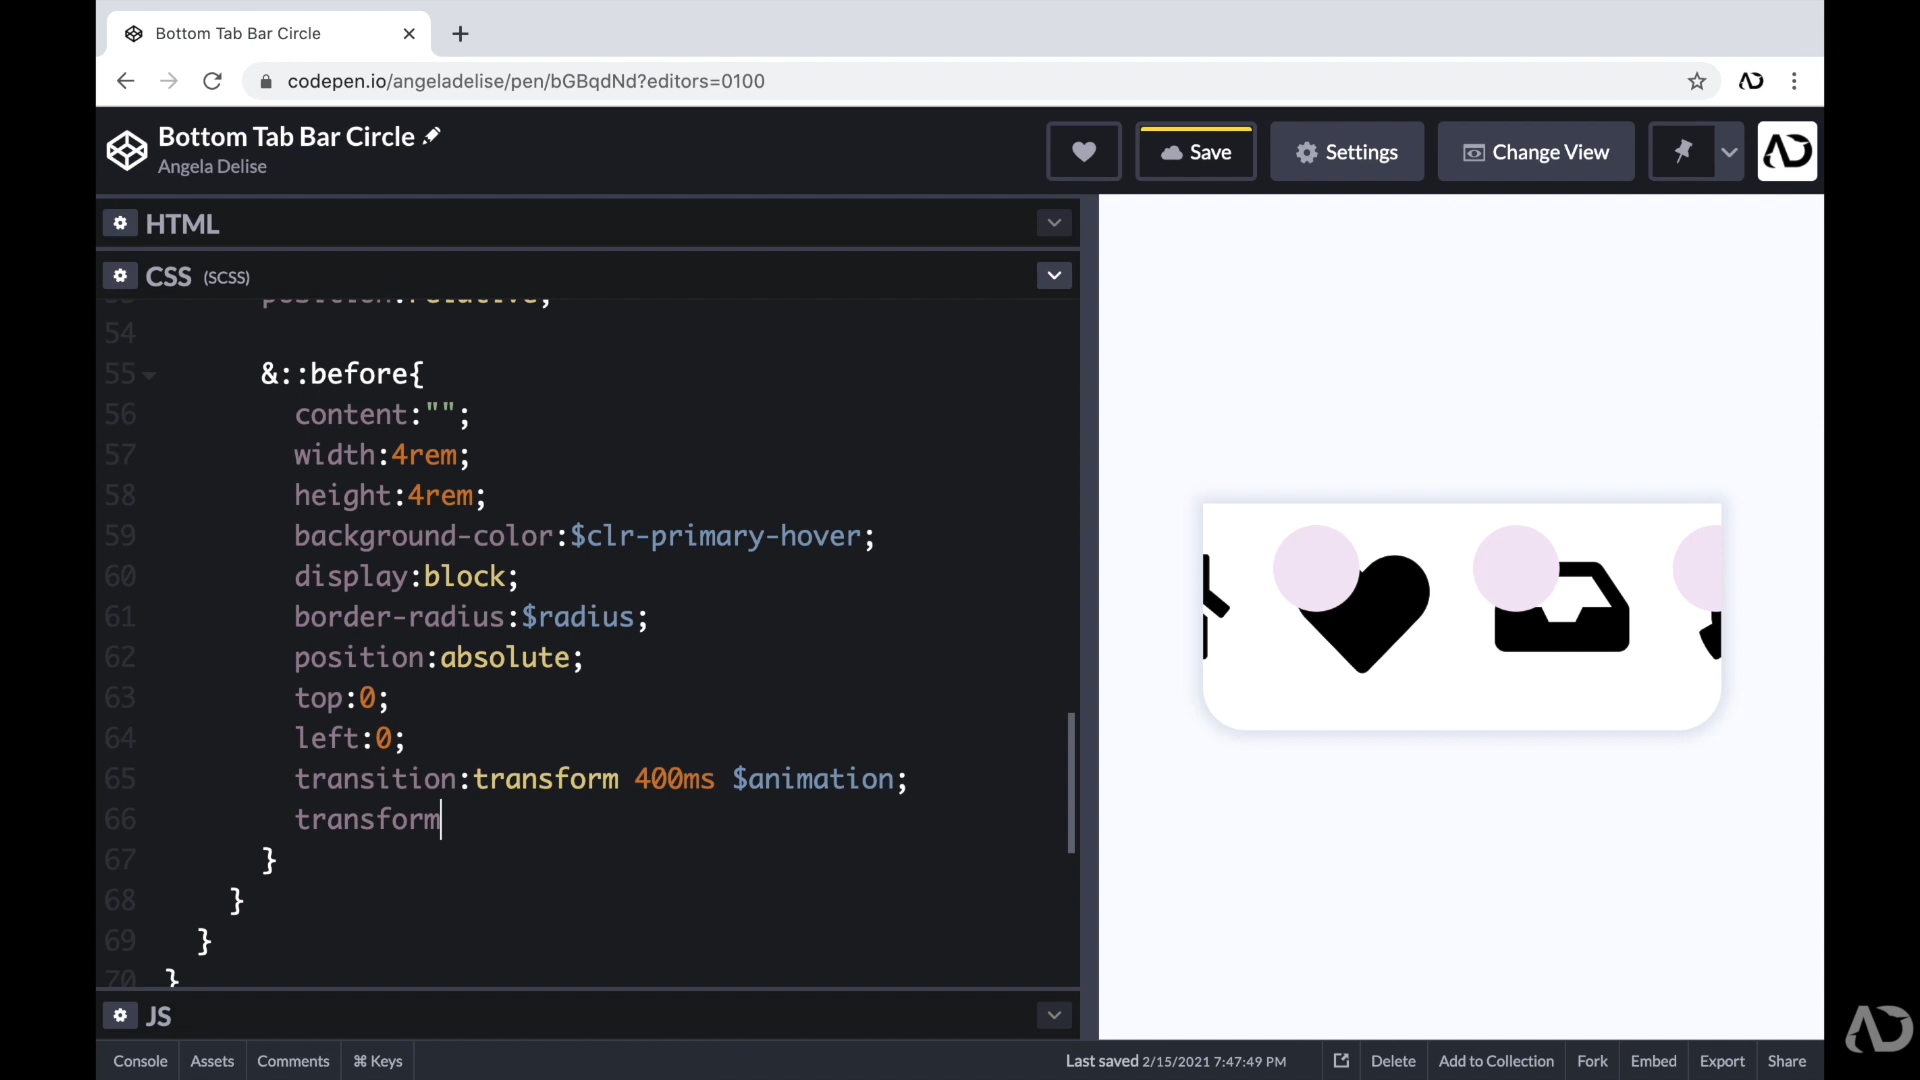 Bottom Tab Bar Circle
codepen.io/angeladelise/pen/bGBqdNd?editors=0100
Bottom Tab Bar Circle
Angela Delise
Save
Settings
Change View
HTML
CSS (SCSS)
53 position:relative;
54
55 &::before{
56 content:"";
57 width:4rem;
58 height:4rem;
59 background-color:$clr-primary-hover;
60 display:block;
61 border-radius:$radius;
62 position:absolute;
63 top:0;
64 left:0;
65 transition:transform 400ms $animation;
66 transform
67 }
68 }
69 }
70 }
JS
Console Assets Comments ⌘ Keys Last saved 2/15/2021 7:47:49 PM Delete Add to Collection Fork Embed Export Share